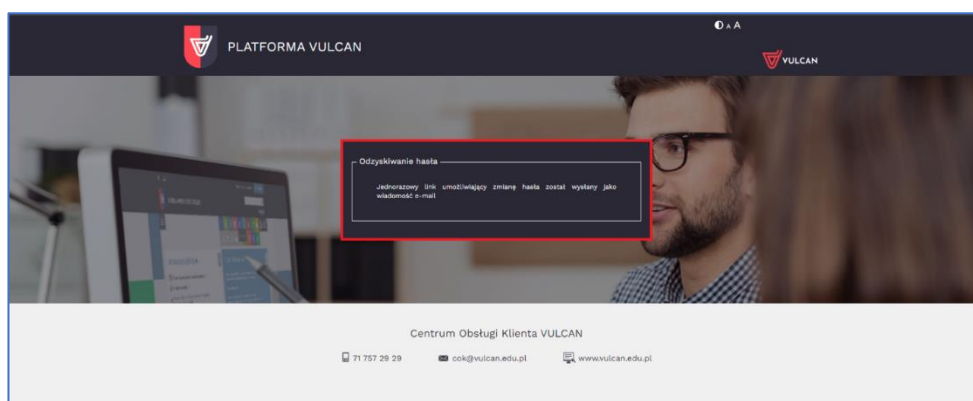 A A
PLATFORMA VULCAN
VULCAN
Odzyskiwanie hasła
Jednorazowy link umożliwiający zmianę hasła został wysłany jako
wiadomość e-mail
Centrum Obsługi Klienta VULCAN
71 757 29 29 cok@vulcan.edu.pl www.vulcan.edu.pl